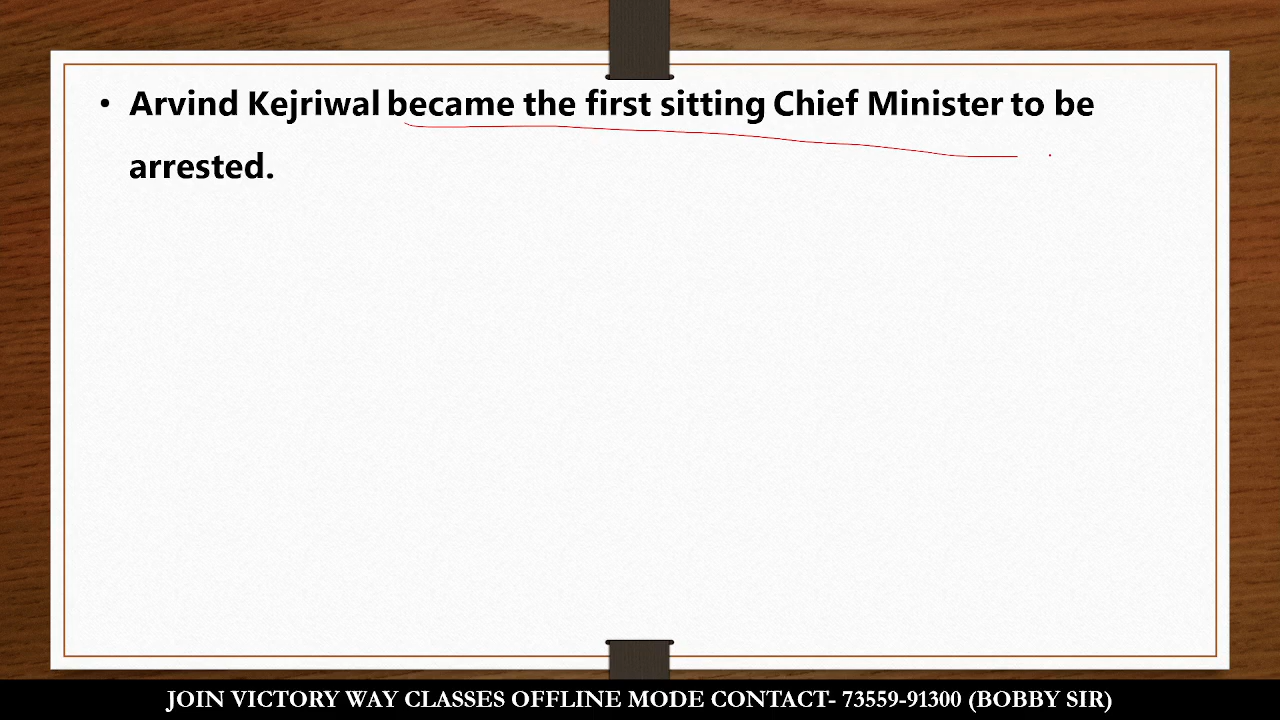 • Arvind Kejriwal became the first sitting Chief Minister to be
arrested.
JOIN VICTORY WAY CLASSES OFFLINE MODE CONTACT- 73559-91300 (BOBBY SIR)